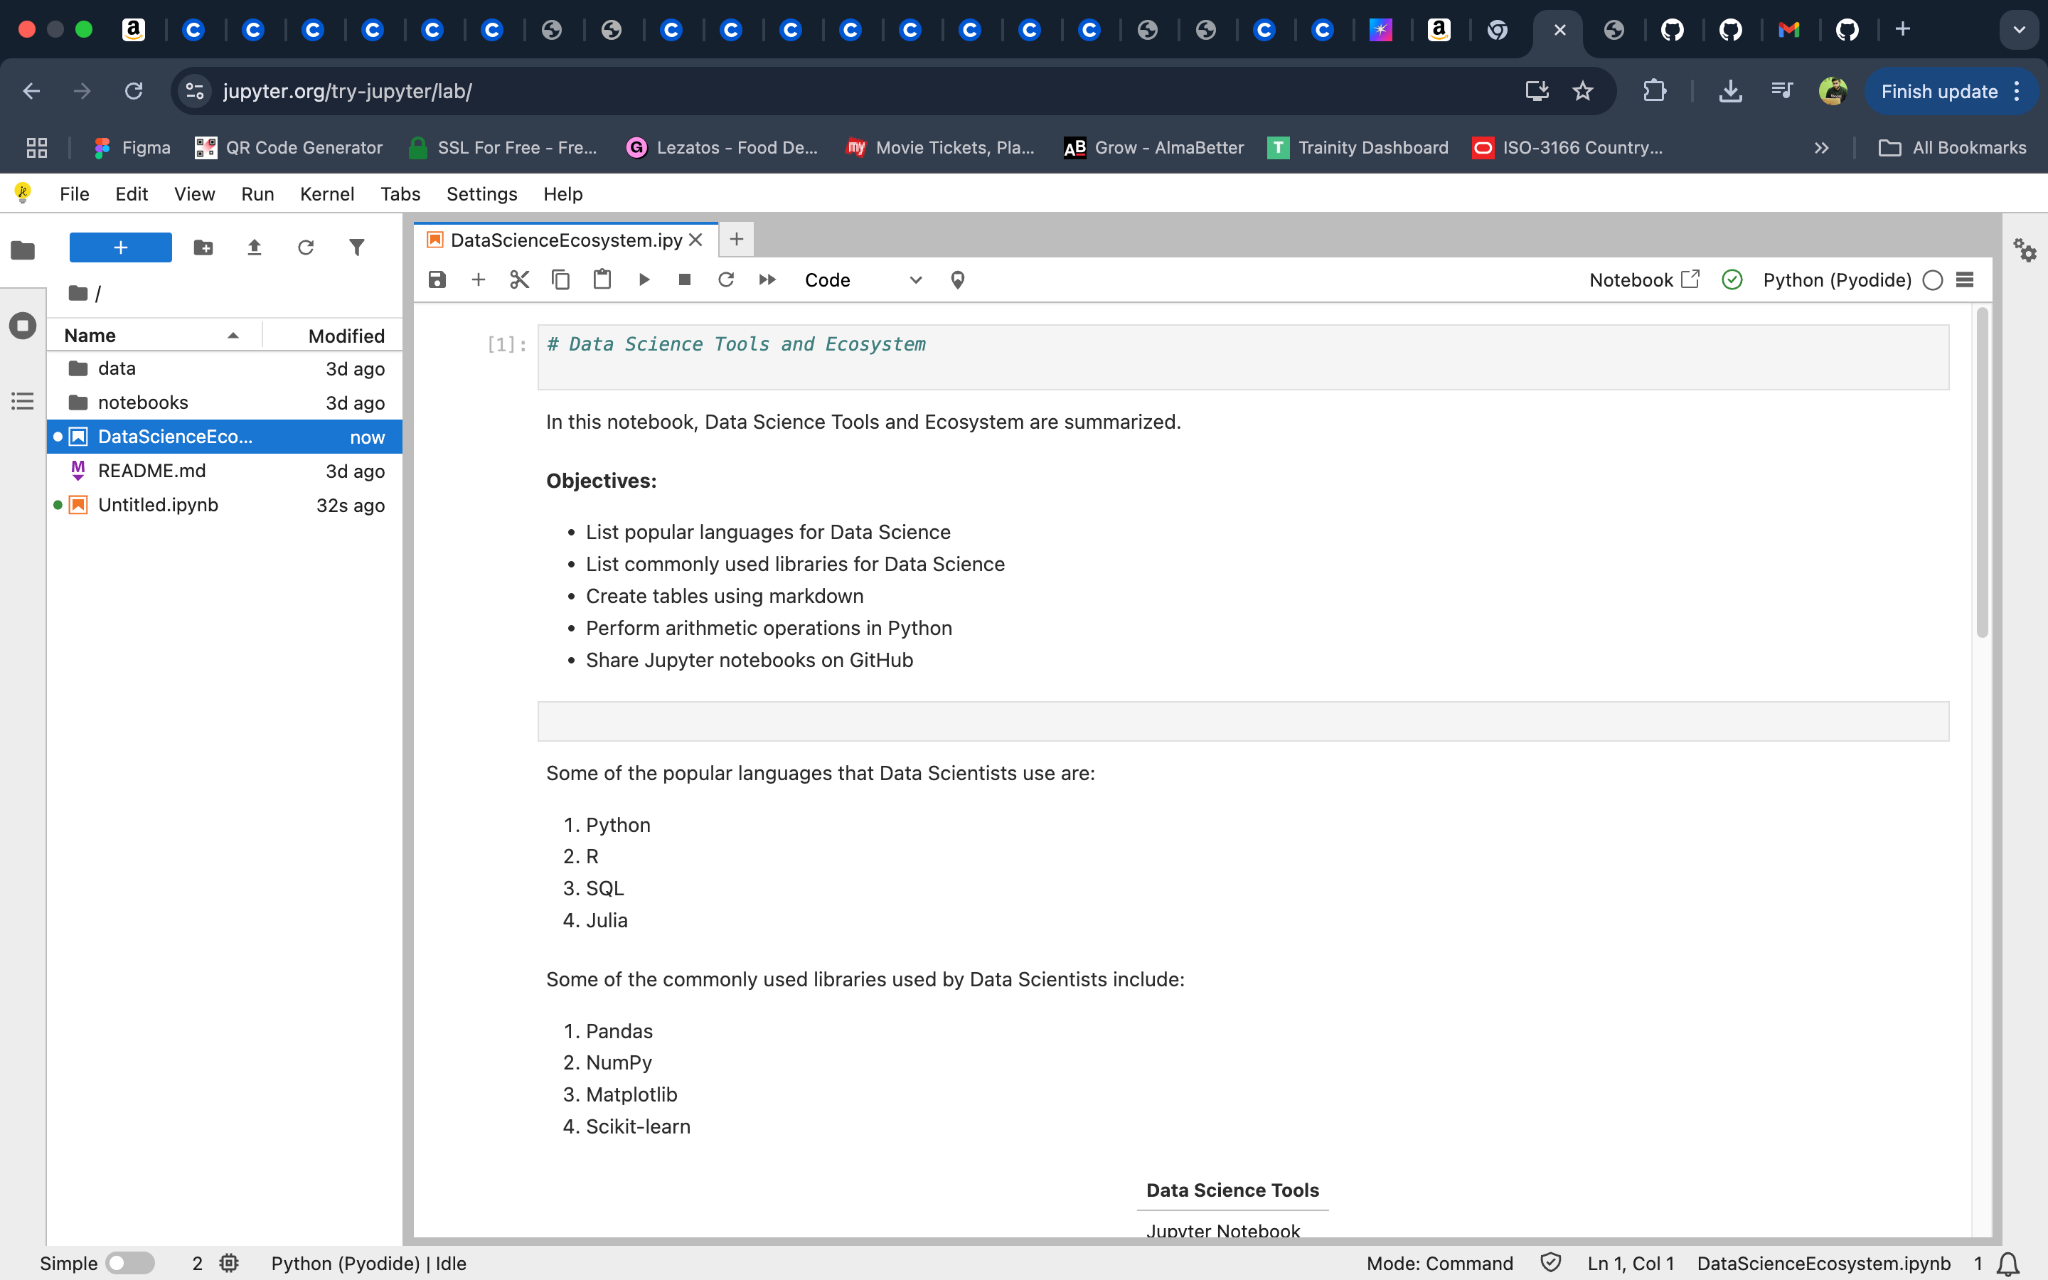 jupyter.org/try-jupyter/lab/
Finish update
Figma
QR Code Generator
SSL For Free - Fre...
Lezatos - Food De...
Movie Tickets, Pla...
Grow - AlmaBetter
Trainity Dashboard
ISO-3166 Country...
All Bookmarks
File Edit View Run Kernel Tabs Settings Help
DataScienceEcosystem.ipy
/
Code
Notebook
Python (Pyodide)
Name Modified
data 3d ago
notebooks 3d ago
DataScienceEco... now
README.md 3d ago
Untitled.ipynb 32s ago
[1]: # Data Science Tools and Ecosystem
In this notebook, Data Science Tools and Ecosystem are summarized.
Objectives:
• List popular languages for Data Science
• List commonly used libraries for Data Science
• Create tables using markdown
• Perform arithmetic operations in Python
• Share Jupyter notebooks on GitHub
Some of the popular languages that Data Scientists use are:
1. Python
2. R
3. SQL
4. Julia
Some of the commonly used libraries used by Data Scientists include:
1. Pandas
2. NumPy
3. Matplotlib
4. Scikit-learn
Data Science Tools
Jupyter Notebook
Simple 2 Python (Pyodide) | Idle
Mode: Command Ln 1, Col 1 DataScienceEcosystem.ipynb 1